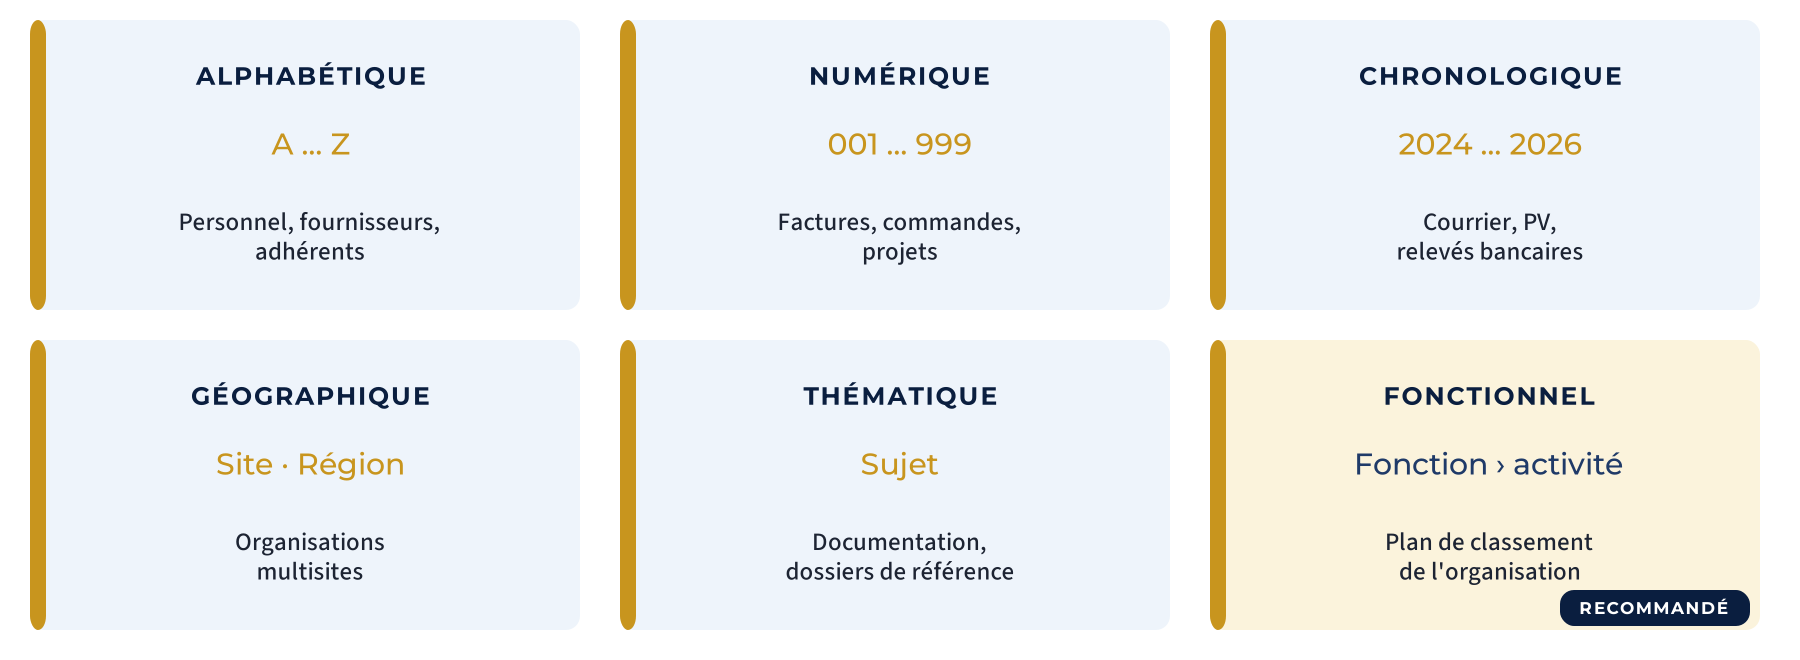 ALPHABÉTIQUE
A ... Z
Personnel, fournisseurs,
adhérents
NUMÉRIQUE
001 ... 999
Factures, commandes,
projets
CHRONOLOGIQUE
2024 ... 2026
Courrier, PV,
relevés bancaires
GÉOGRAPHIQUE
Site · Région
Organisations
multisites
THÉMATIQUE
Sujet
Documentation,
dossiers de référence
FONCTIONNEL
Fonction › activité
Plan de classement
de l'organisation
RECOMMANDÉ